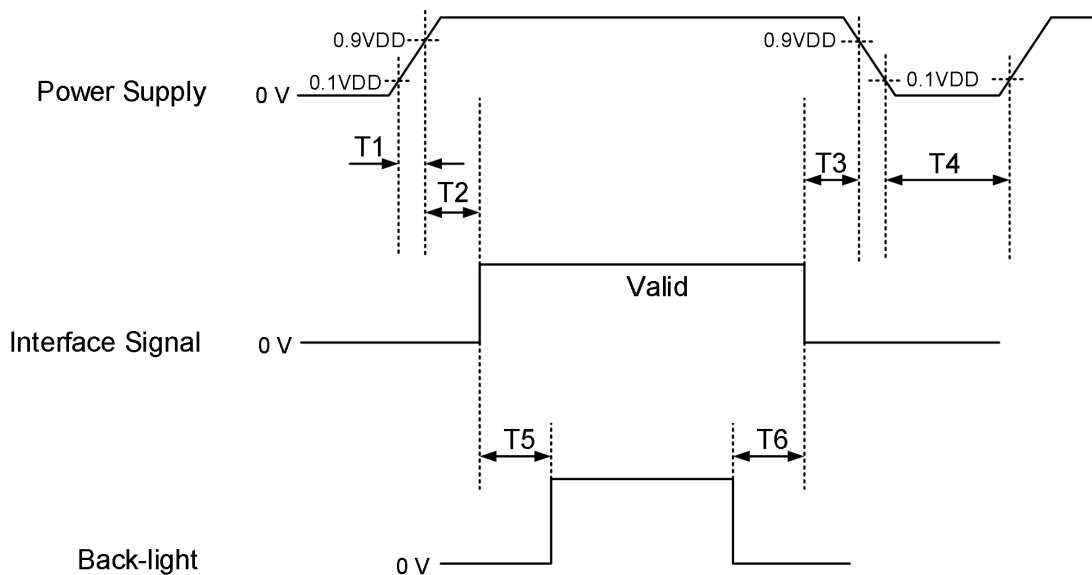 0.9VDD
0.9VDD
0.1VDD
0.1VDD
Power Supply
0 V
T1
T2
T3
T4
Valid
Interface Signal
0 V
T5
T6
Back-light
0 V